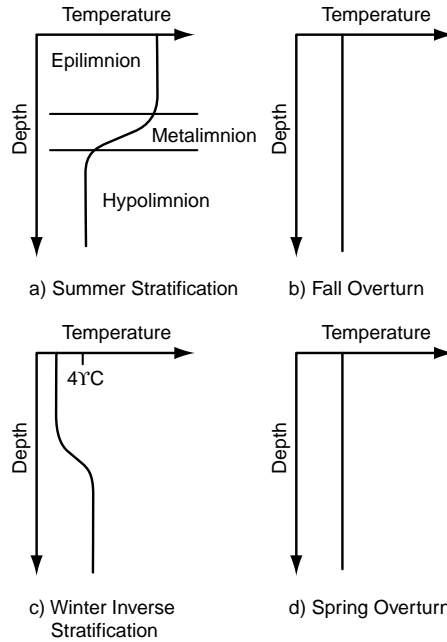 Temperature
Depth
Epilimnion
Metalimnion
Hypolimnion
a) Summer Stratification
Temperature
Depth
b) Fall Overturn
Temperature
4ϒC
Depth
c) Winter Inverse
Stratification
Temperature
Depth
d) Spring Overturn